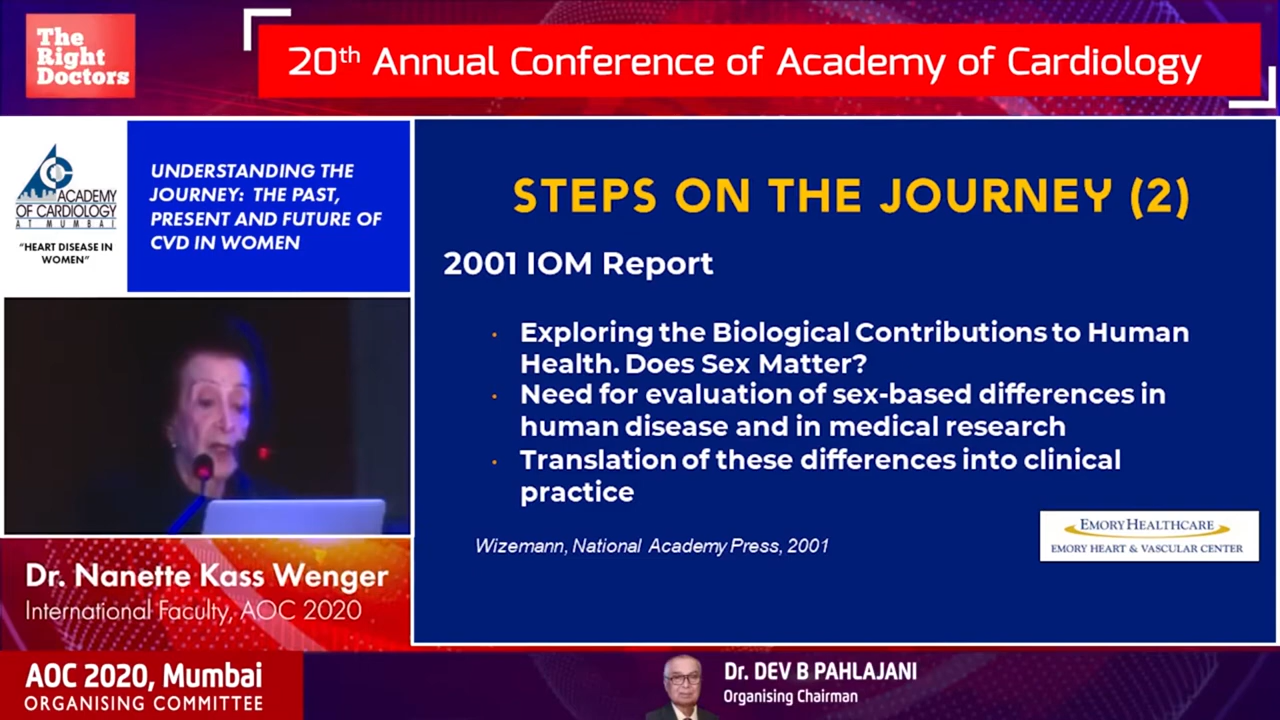 The
Right
Doctors
20th Annual Conference of Academy of Cardiology
ACADEMY
OF CARDIOLOGY
AT MUMBAI
“HEART DISEASE IN
WOMEN”
UNDERSTANDING THE
JOURNEY: THE PAST,
PRESENT AND FUTURE OF
CVD IN WOMEN
STEPS ON THE JOURNEY (2)
2001 IOM Report
· Exploring the Biological Contributions to Human
Health. Does Sex Matter?
· Need for evaluation of sex-based differences in
human disease and in medical research
· Translation of these differences into clinical
practice
Wizemann, National Academy Press, 2001
EMORY HEALTHCARE
EMORY HEART & VASCULAR CENTER
Dr. Nanette Kass Wenger
International Faculty, AOC 2020
AOC 2020, Mumbai
ORGANISING COMMITTEE
Dr. DEV B PAHLAJANI
Organising Chairman